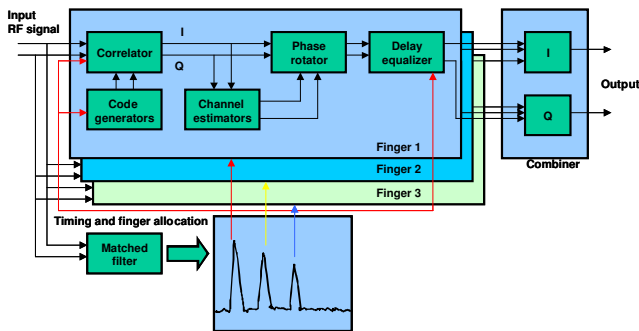 Input
RF signal
I
Q
Correlator
Phase
rotator
Delay
equalizer
Code
generators
Channel
estimators
Finger 1
Finger 2
Finger 3
I
Q
Output
Combiner
Timing and finger allocation
Matched
filter